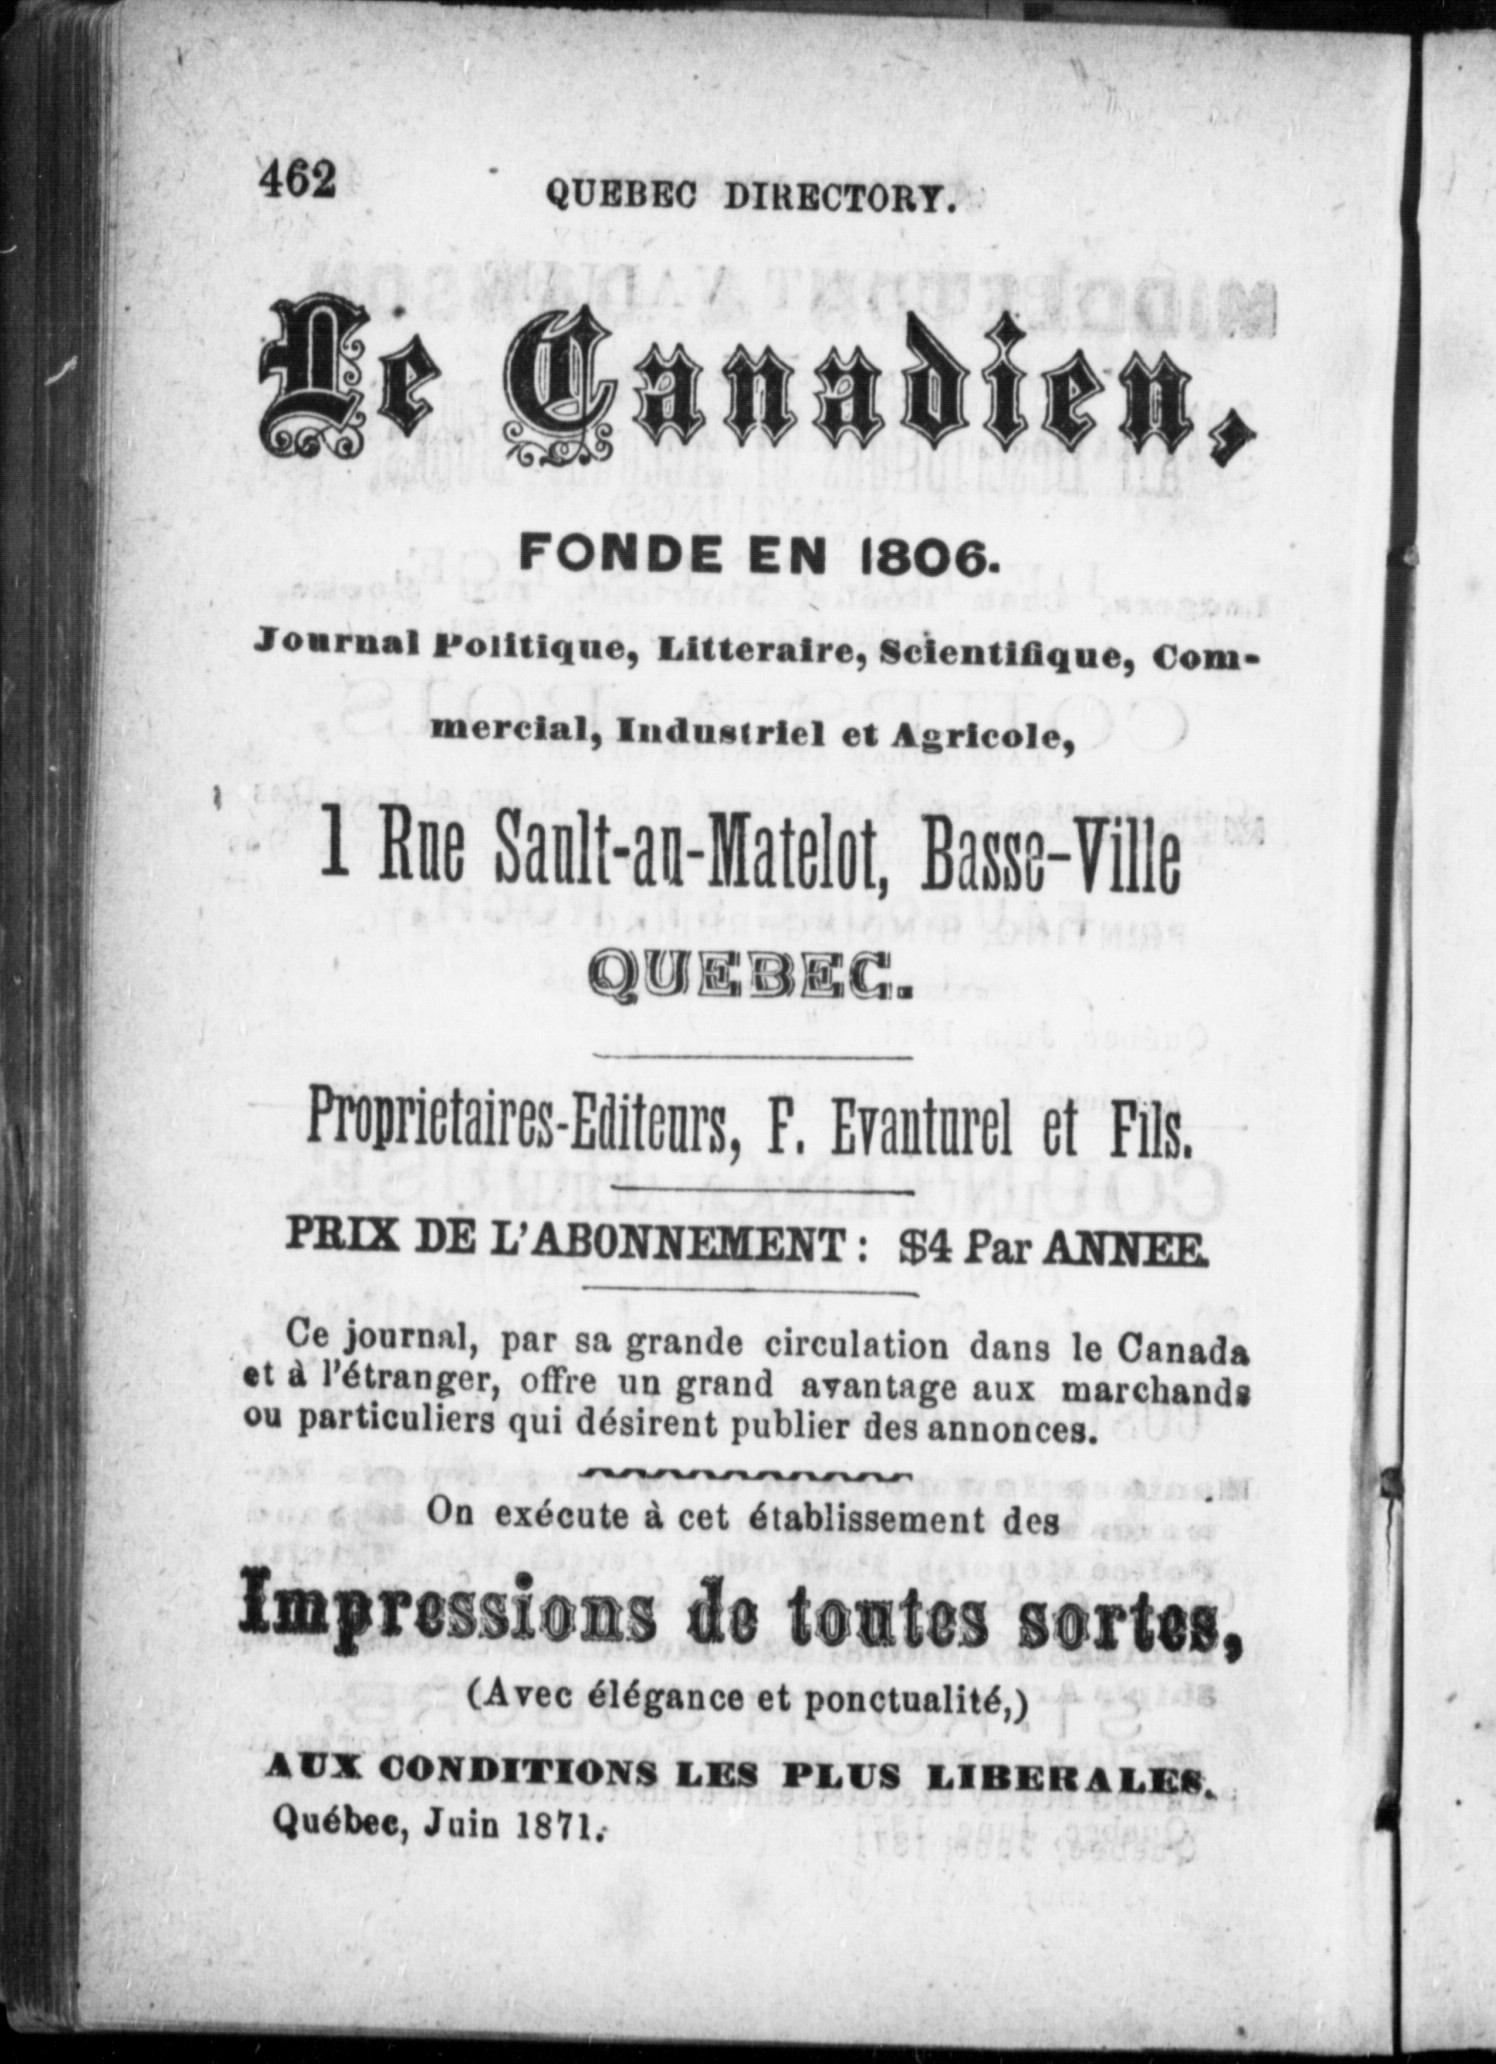 462
QUEBEC DIRECTORY.
Le Canadien,
FONDE EN 1806.
Journal Politique, Litteraire, Scientifique, Com-
mercial, Industriel et Agricole,
1 Rue Sault-au-Matelot, Basse-Ville
QUEBEC.
Proprietaires-Editeurs, F. Evanturel et Fils.
PRIX DE L'ABONNEMENT: $4 Par ANNEE.
Ce journal, par sa grande circulation dans le Canada
et à l'étranger, offre un grand avantage aux marchands
ou particuliers qui désirent publier des annonces.
On exécute à cet établissement des
Impressions de toutes sortes,
(Avec élégance et ponctualité,)
AUX CONDITIONS LES PLUS LIBERALES.
Québec, Juin 1871.